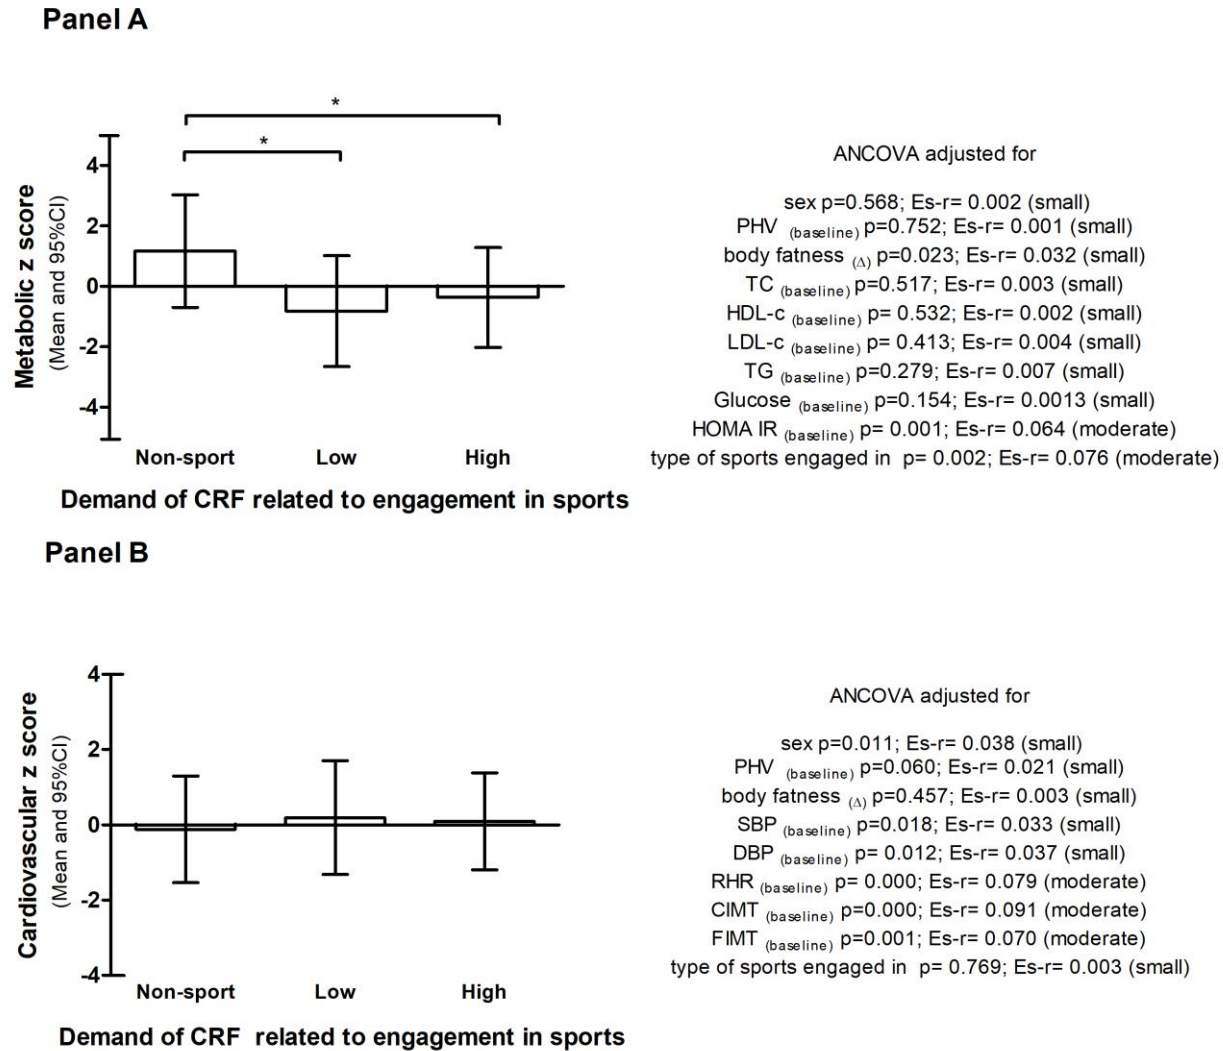 Panel A
*
*
4
2
0
-2
-4
Metabolic z score
(Mean and 95%CI)
Non-sport Low High
Demand of CRF related to engagement in sports
ANCOVA adjusted for
sex p=0.568; Es-r= 0.002 (small)
PHV (baseline) p=0.752; Es-r= 0.001 (small)
body fatness (Δ) p=0.023; Es-r= 0.032 (small)
TC (baseline) p=0.517; Es-r= 0.003 (small)
HDL-c (baseline) p= 0.532; Es-r= 0.002 (small)
LDL-c (baseline) p= 0.413; Es-r= 0.004 (small)
TG (baseline) p=0.279; Es-r= 0.007 (small)
Glucose (baseline) p=0.154; Es-r= 0.0013 (small)
HOMA IR (baseline) p= 0.001; Es-r= 0.064 (moderate)
type of sports engaged in p= 0.002; Es-r= 0.076 (moderate)
Panel B
4
2
0
-2
-4
Cardiovascular z score
(Mean and 95%CI)
Non-sport Low High
Demand of CRF related to engagement in sports
ANCOVA adjusted for
sex p=0.011; Es-r= 0.038 (small)
PHV (baseline) p=0.060; Es-r= 0.021 (small)
body fatness (Δ) p=0.457; Es-r= 0.003 (small)
SBP (baseline) p=0.018; Es-r= 0.033 (small)
DBP (baseline) p= 0.012; Es-r= 0.037 (small)
RHR (baseline) p= 0.000; Es-r= 0.079 (moderate)
CIMT (baseline) p=0.000; Es-r= 0.091 (moderate)
FIMT (baseline) p=0.001; Es-r= 0.070 (moderate)
type of sports engaged in p= 0.769; Es-r= 0.003 (small)